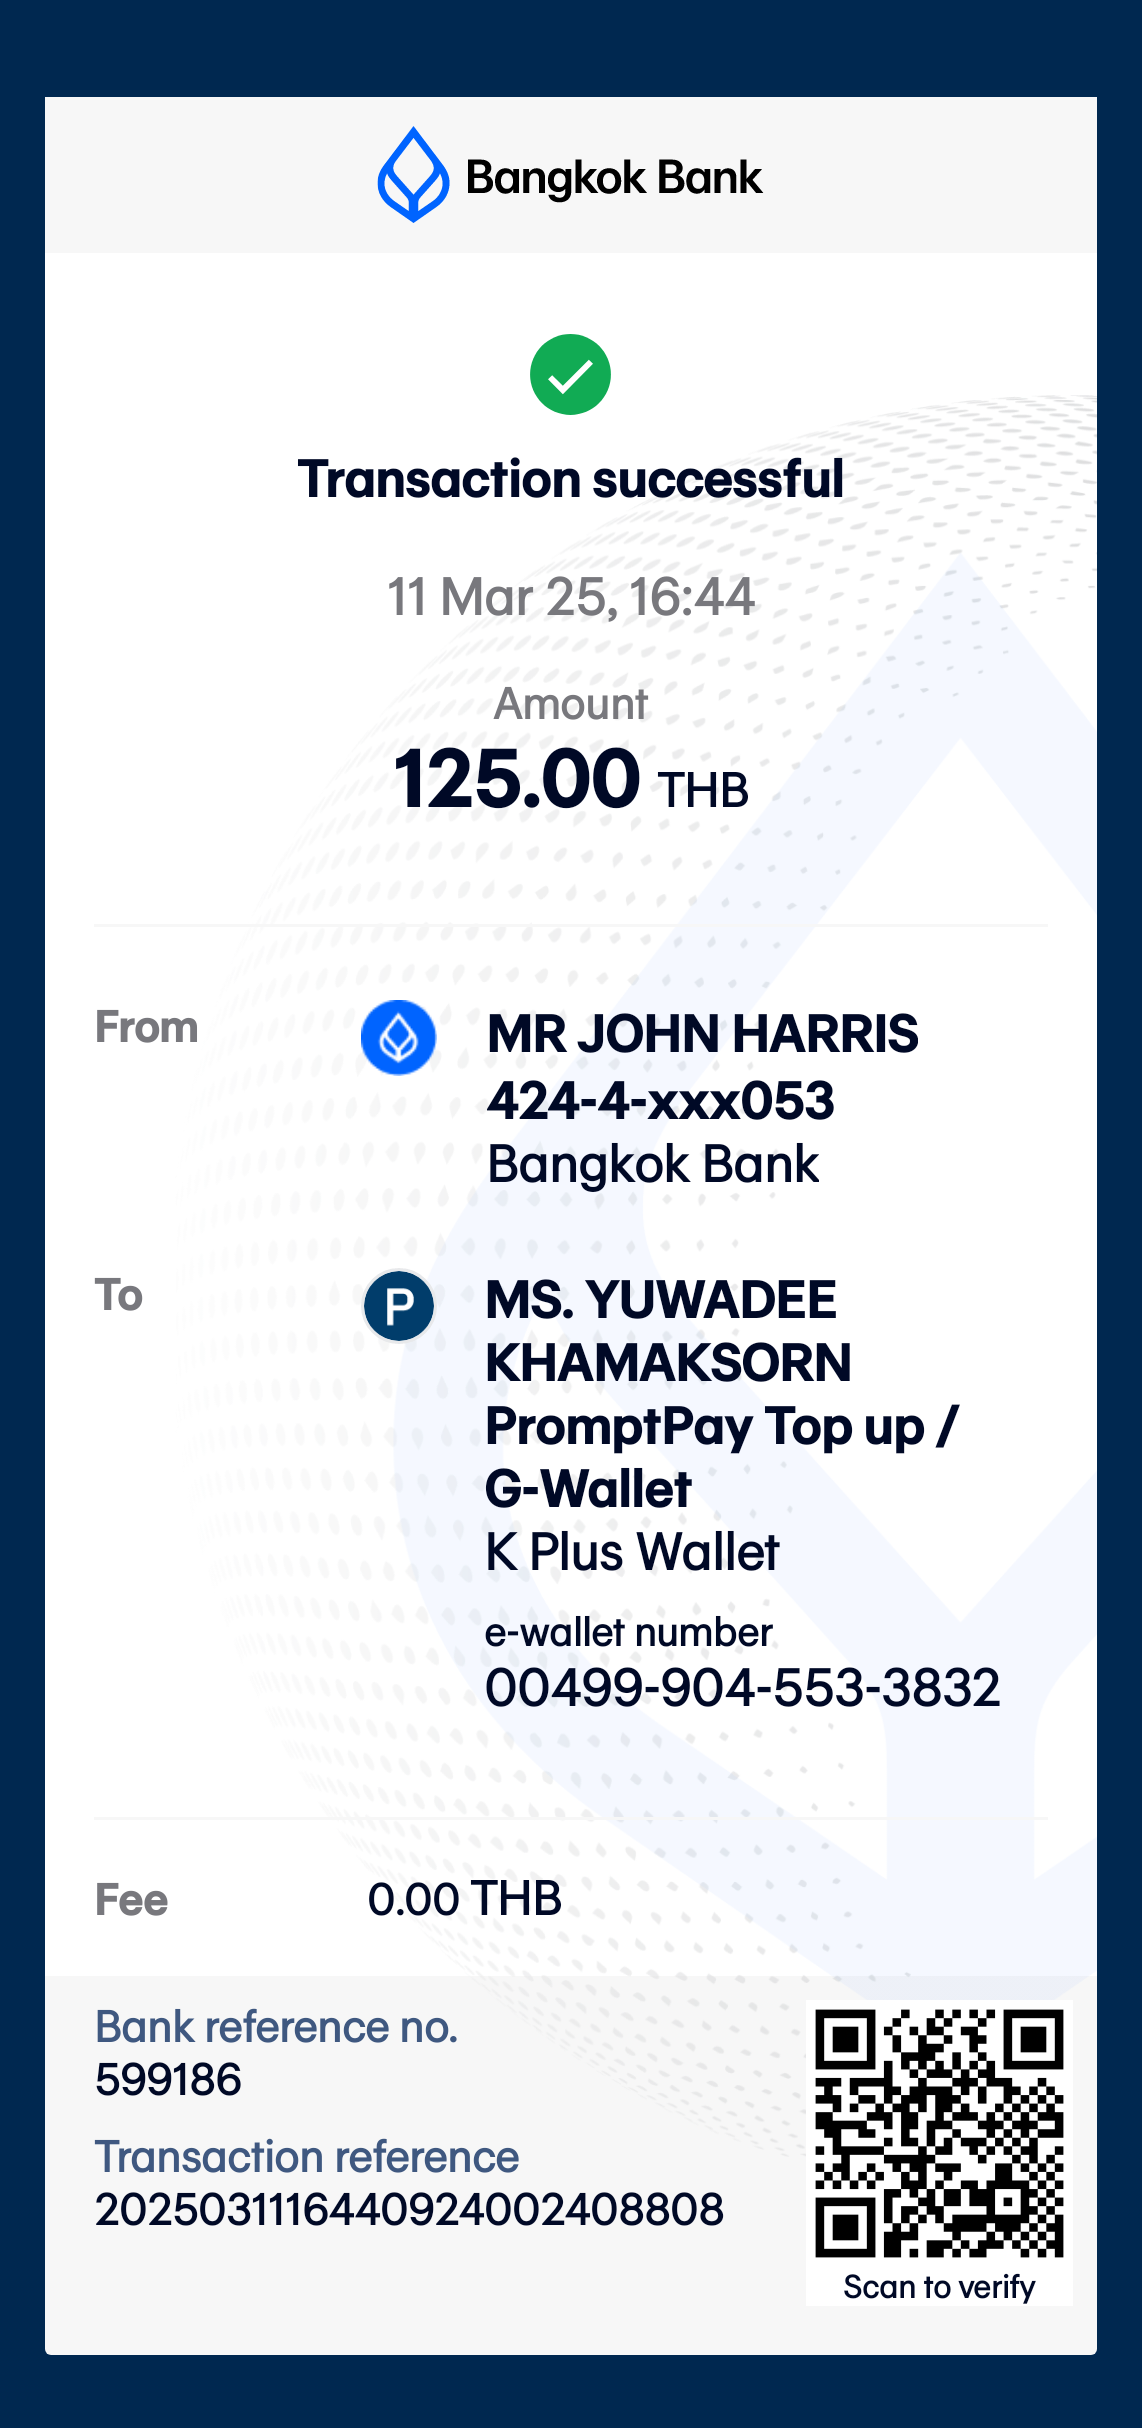 Bangkok Bank
Transaction successful
11 Mar 25, 16:44
Amount
125.00 THB
From
MR JOHN HARRIS
424-4-xxx053
Bangkok Bank
To
P
MS. YUWADEE
KHAMAKSORN
PromptPay Top up /
G-Wallet
K Plus Wallet
e-wallet number
00499-904-553-3832
Fee 0.00 THB
Bank reference no.
599186
Transaction reference
2025031116440924002408808
Scan to verify